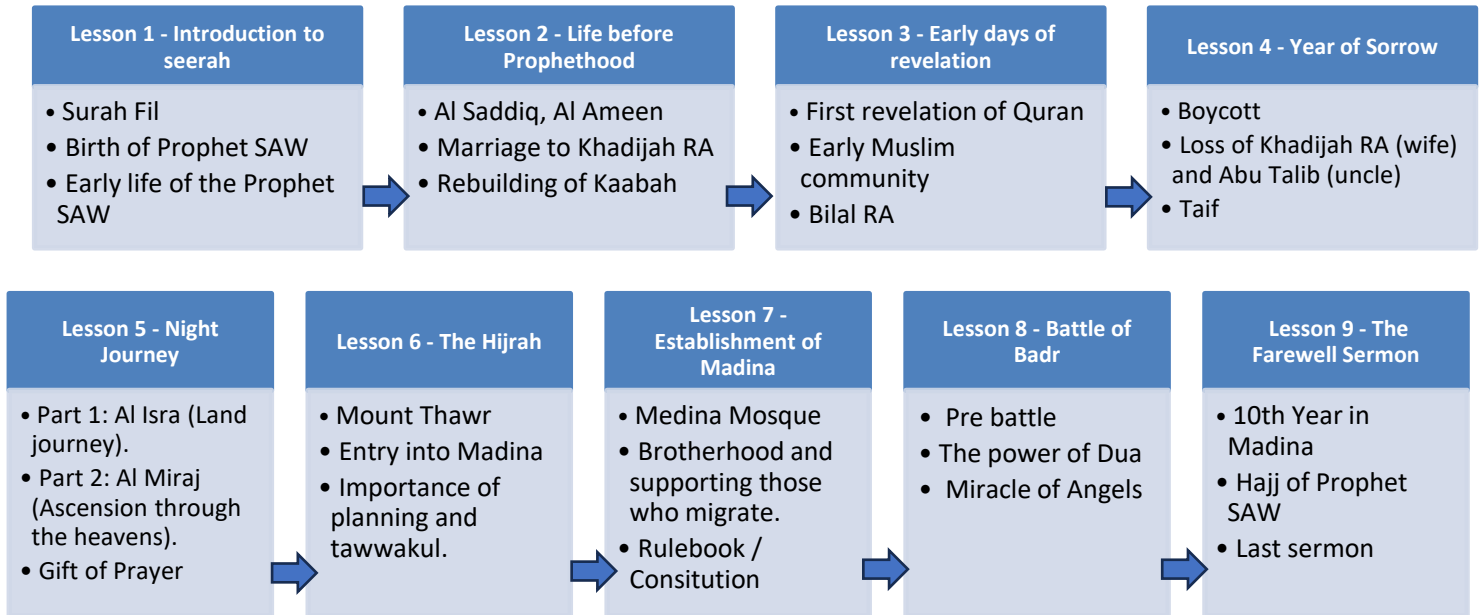 Lesson 1 - Introduction to
seerah
• Surah Fil
• Birth of Prophet SAW
• Early life of the Prophet
SAW
Lesson 2 - Life before
Prophethood
• Al Saddiq, Al Ameen
• Marriage to Khadijah RA
• Rebuilding of Kaabah
Lesson 3 - Early days of
revelation
• First revelation of Quran
• Early Muslim
community
• Bilal RA
Lesson 4 - Year of Sorrow
• Boycott
• Loss of Khadijah RA (wife)
and Abu Talib (uncle)
• Taif
Lesson 5 - Night
Journey
• Part 1: Al Isra (Land
journey).
• Part 2: Al Miraj
(Ascension through
the heavens).
• Gift of Prayer
Lesson 6 - The Hijrah
• Mount Thawr
• Entry into Madina
• Importance of
planning and
tawwakul.
Lesson 7 -
Establishment of
Madina
• Medina Mosque
• Brotherhood and
supporting those
who migrate.
• Rulebook /
Consitution
Lesson 8 - Battle of
Badr
• Pre battle
• The power of Dua
• Miracle of Angels
Lesson 9 - The
Farewell Sermon
• 10th Year in
Madina
• Hajj of Prophet
SAW
• Last sermon